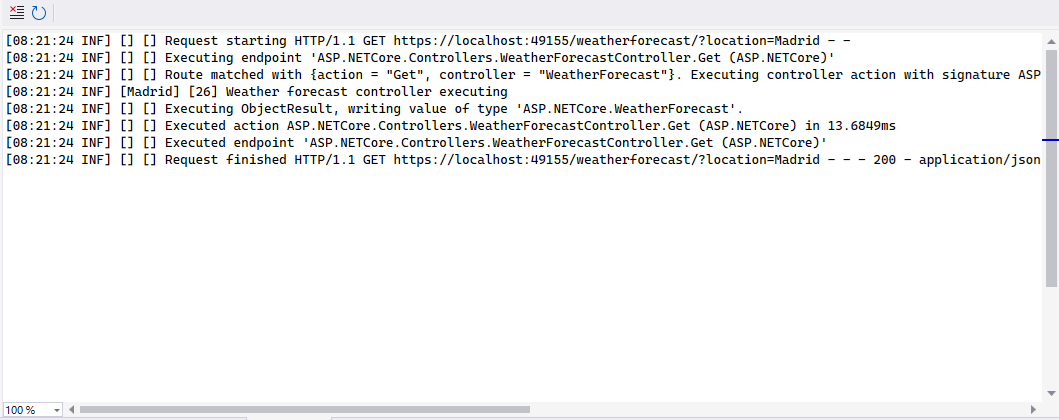 [08:21:24 INF] [] [] Request starting HTTP/1.1 GET https://localhost:49155/weatherforecast/?location=Madrid - -
[08:21:24 INF] [] [] Executing endpoint 'ASP.NETCore.Controllers.WeatherForecastController.Get (ASP.NETCore)'
[08:21:24 INF] [] [] Route matched with {action = "Get", controller = "WeatherForecast"}. Executing controller action with signature ASP
[08:21:24 INF] [Madrid] [26] Weather forecast controller executing
[08:21:24 INF] [] [] Executing ObjectResult, writing value of type 'ASP.NETCore.WeatherForecast'.
[08:21:24 INF] [] [] Executed action ASP.NETCore.Controllers.WeatherForecastController.Get (ASP.NETCore) in 13.6849ms
[08:21:24 INF] [] [] Executed endpoint 'ASP.NETCore.Controllers.WeatherForecastController.Get (ASP.NETCore)'
[08:21:24 INF] [] [] Request finished HTTP/1.1 GET https://localhost:49155/weatherforecast/?location=Madrid - - - 200 - application/json
100 %